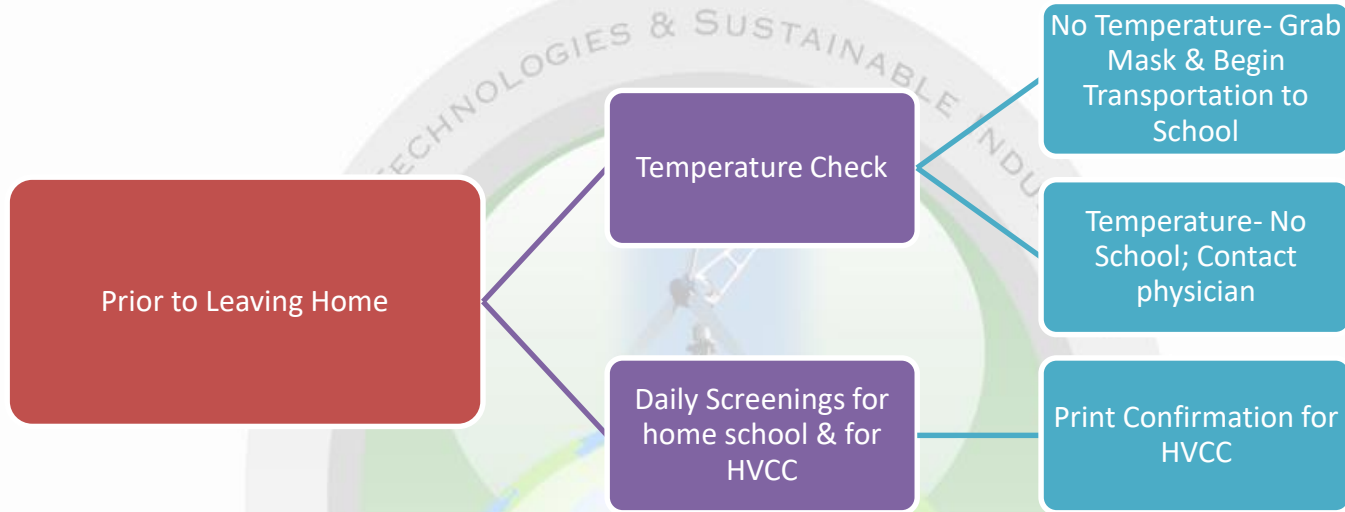 TECHNOLOGIES & SUSTAINABLE INDU
Prior to Leaving Home
Temperature Check
No Temperature- Grab
Mask & Begin
Transportation to
School
Temperature- No
School; Contact
physician
Daily Screenings for
home school & for
HVCC
Print Confirmation for
HVCC